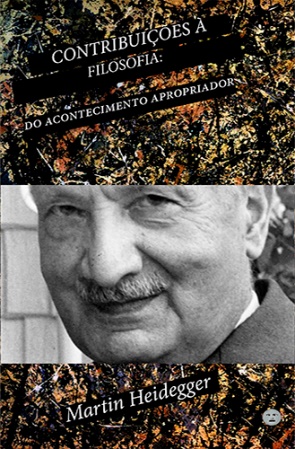 CONTRIBUIÇÕES À
FILOSOFIA:
DO ACONTECIMENTO APROPRIADOR
Martin Heidegger